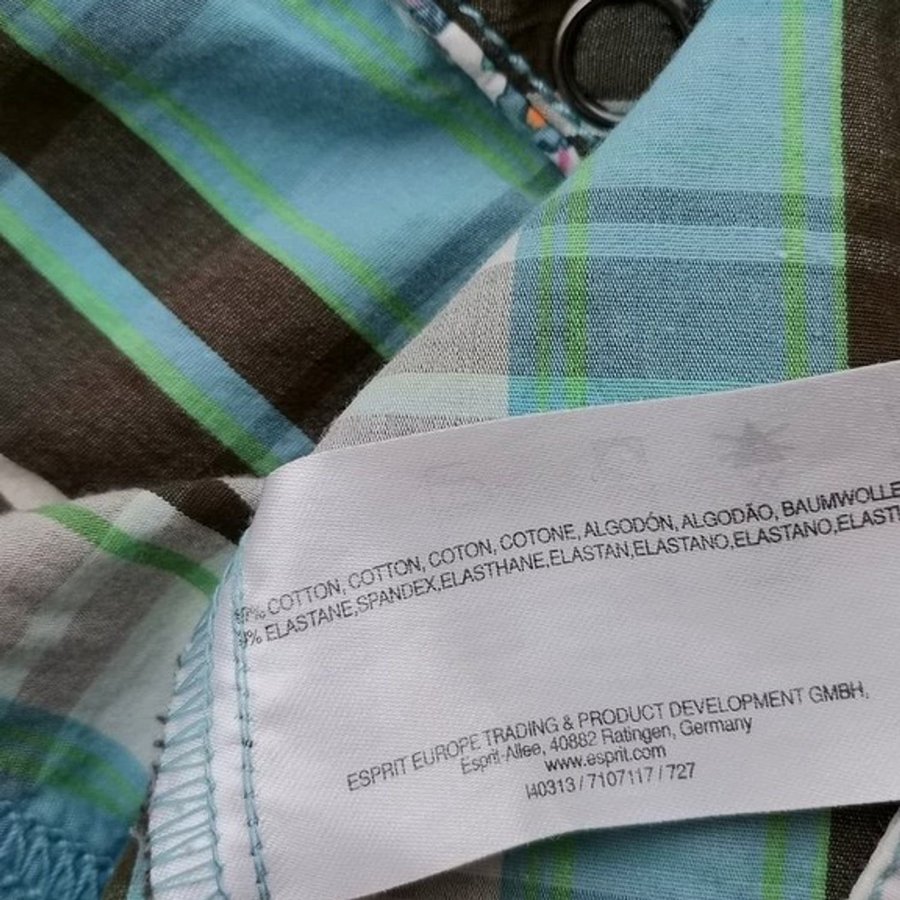 % COTTON, COTTON, COTON, COTONE, ALGODÓN, ALGODÃO, BAUMWOLLE
% ELASTANE,SPANDEX,ELASTHANE,ELASTAN,ELASTANO,ELASTANO,ELASTI
ESPRIT EUROPE TRADING & PRODUCT DEVELOPMENT GMBH,
Esprit-Allee, 40882 Ratingen, Germany
www.esprit.com
I40313 / 7107117 / 727